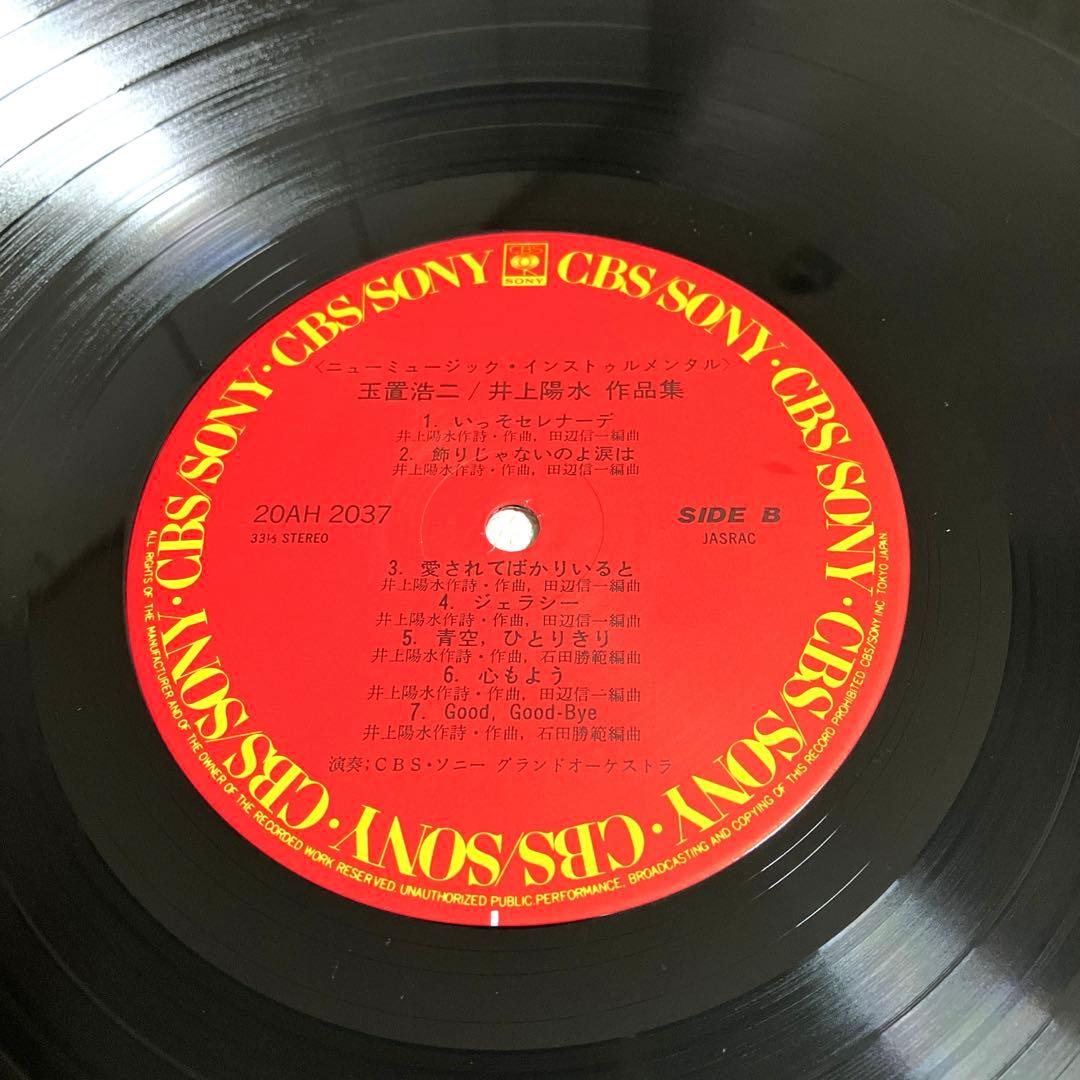 CBS
SONY
CBS/SONY · CBS/SONY · CBS/SONY · CBS/SONY · CBS/SONY · CBS/SONY · CBS/SONY · CBS/SONY
〈ニューミュージック・インストゥルメンタル〉
玉置浩二/井上陽水 作品集
1. いっそセレナーデ
井上陽水作詩・作曲, 田辺信一編曲
2. 飾りじゃないのよ涙は
井上陽水作詩・作曲, 田辺信一編曲
20AH 2037
33⅓ STEREO
SIDE B
JASRAC
3. 愛されてばかりいると
井上陽水作詩・作曲, 田辺信一編曲
4. ジェラシー
井上陽水作詩・作曲, 田辺信一編曲
5. 青空, ひとりきり
井上陽水作詩・作曲, 石田勝範編曲
6. 心もよう
井上陽水作詩・作曲, 田辺信一編曲
7. Good, Good-Bye
井上陽水作詩・作曲, 石田勝範編曲
演奏;CBS・ソニー グランドオーケストラ
ALL RIGHTS OF THE MANUFACTURER AND OF THE OWNER OF THE RECORDED WORK RESERVED. UNAUTHORIZED PUBLIC PERFORMANCE, BROADCASTING AND COPYING OF THIS RECORD PROHIBITED. CBS/SONY INC. TOKYO JAPAN